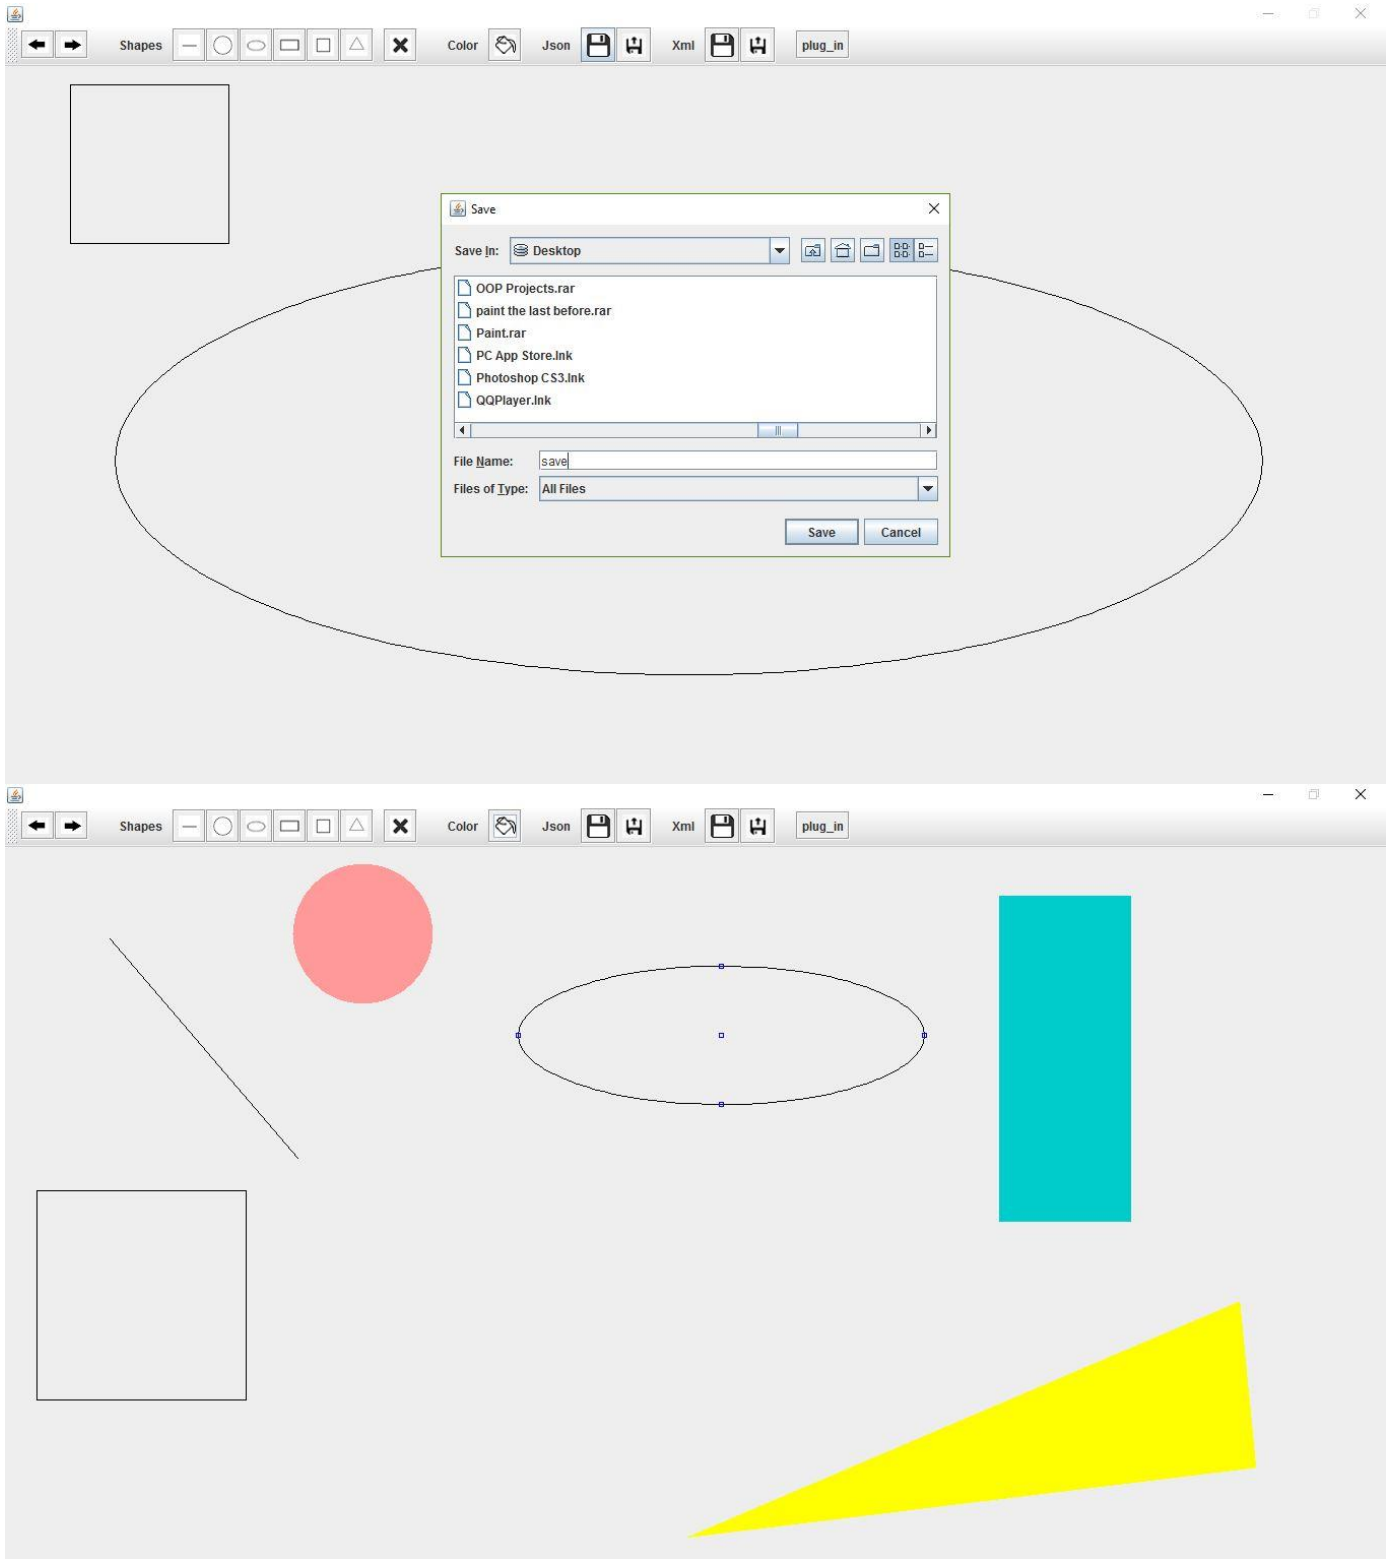 Shapes Color Json Xml plug_in
Save
Save In: Desktop
OOP Projects.rar
paint the last before.rar
Paint.rar
PC App Store.lnk
Photoshop CS3.lnk
QQPlayer.lnk
File Name: save
Files of Type: All Files
Save Cancel
Shapes Color Json Xml plug_in